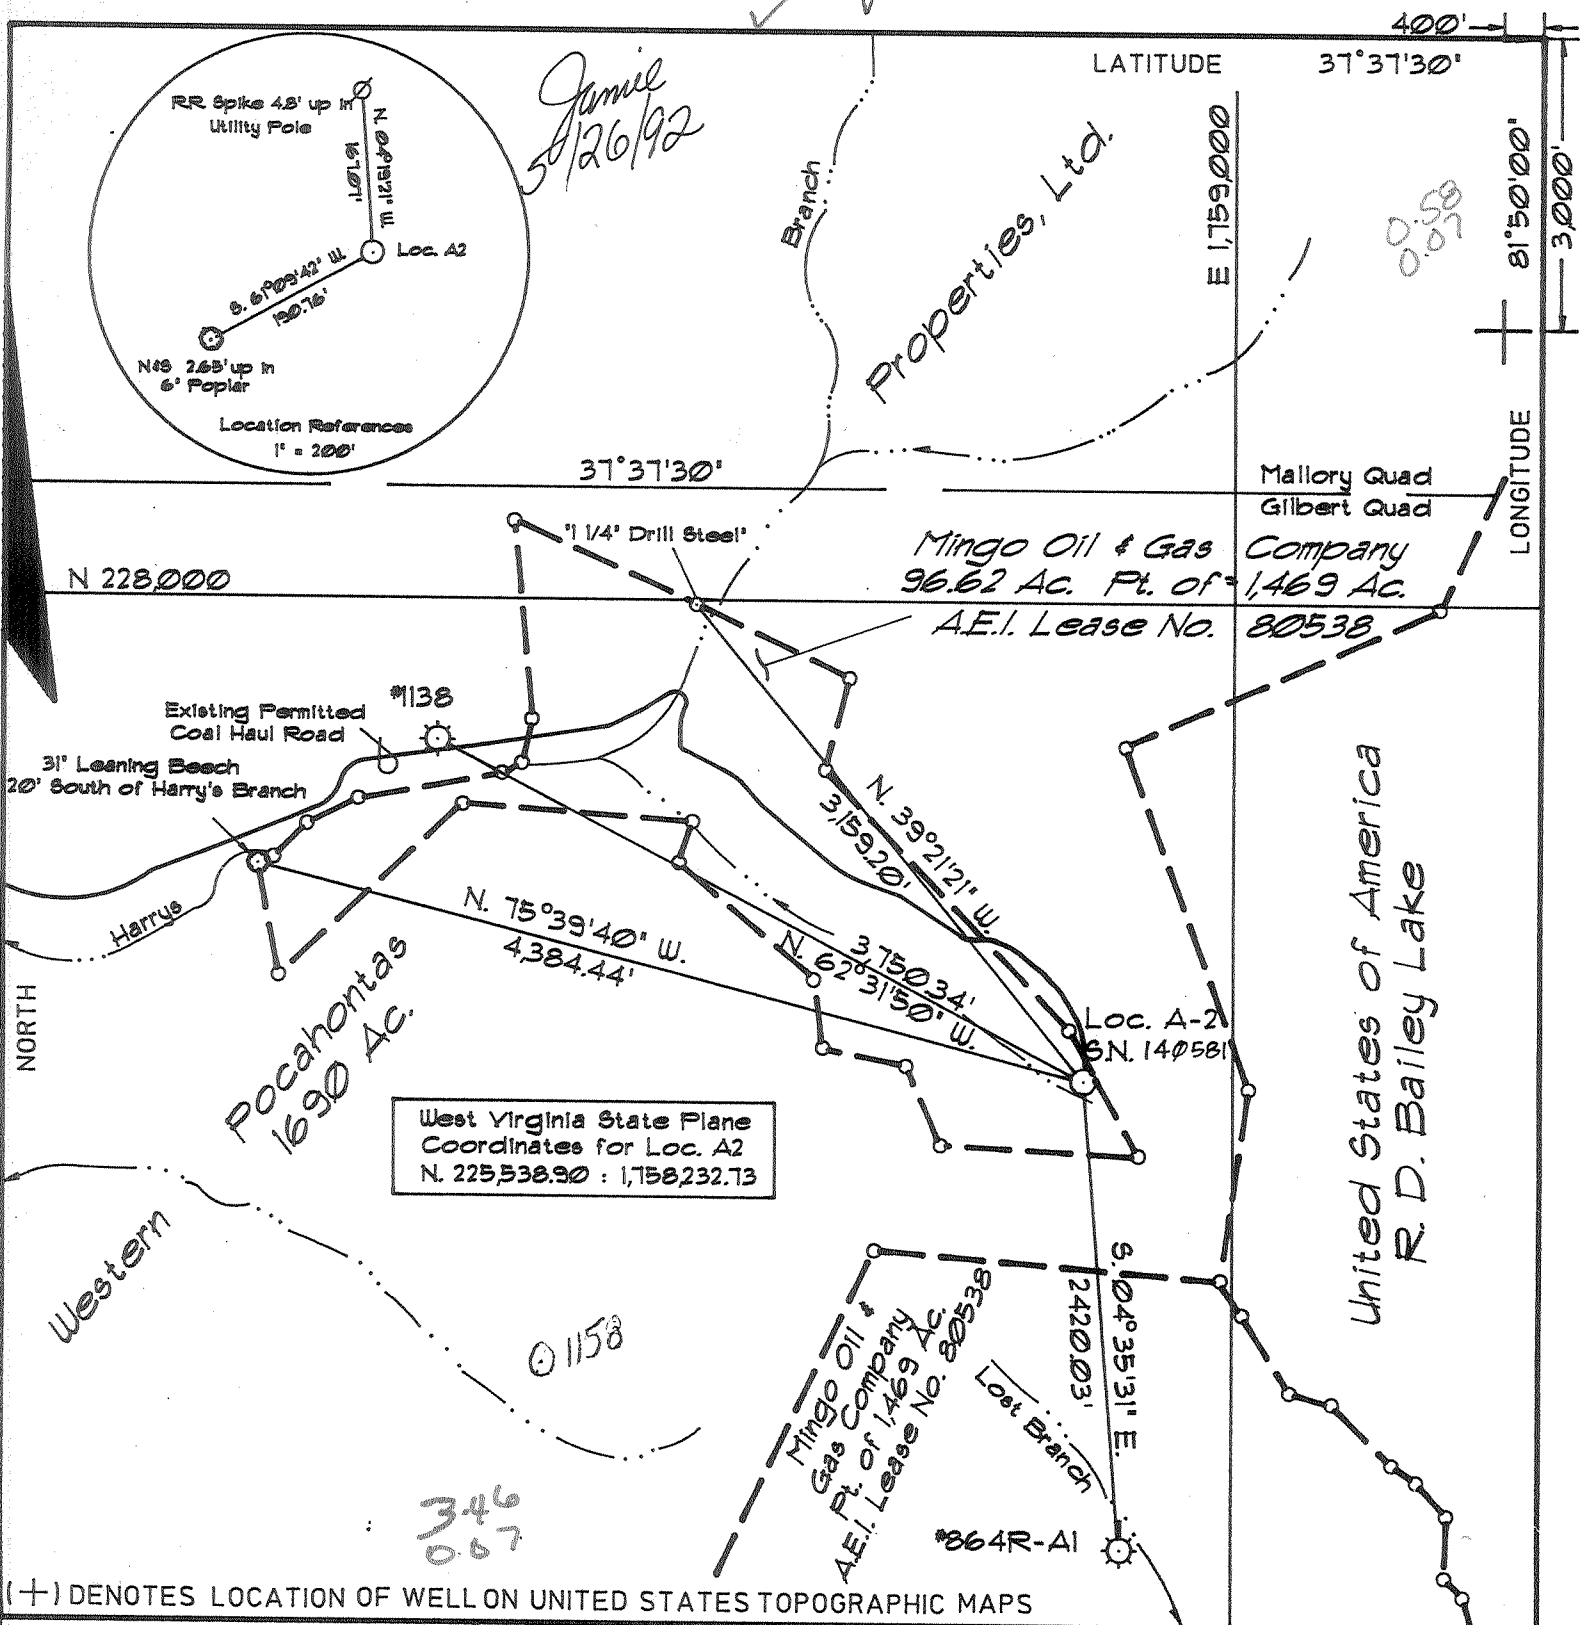 400'
LATITUDE 37°37'30"
Jamie
5/26/92
RR Spike 4.8' up in
Utility Pole
N. 04°19'21" W.
167.07'
Loc. A2
S. 61°09'42" W.
190.76'
N&S 2.65' up in
6" Poplar
Location References
1" = 200'
Branch
Properties, Ltd.
E 1,759,000
0.58
0.07
81°50'00"
3,000'
LONGITUDE
37°37'30"
Mallory Quad
Gilbert Quad
"1 1/4" Drill Steel"
N 228,000
Mingo Oil & Gas Company
96.62 Ac. Pt. of 1,469 Ac.
A.E.I. Lease No. 80538
#1138
Existing Permitted
Coal Haul Road
31" Leaning Beech
20' South of Harry's Branch
Harrys
N. 39°21'21" W.
3,159.20'
N. 75°39'40" W.
4,384.44'
3,750.34'
N. 62°31'50" W.
Loc. A-2
S.N. 140581
NORTH
Pocahontas
1690 Ac.
West Virginia State Plane
Coordinates for Loc. A2
N. 225,538.90 : 1,758,232.73
United States of America
R. D. Bailey Lake
Western
1158
S. 04°35'31" E.
2420.03'
Mingo Oil &
Gas Company
Pt. of 1,469 Ac.
A.E.I. Lease No. 80538
Lost Branch
#864R-A1
3.46
0.07
(+) DENOTES LOCATION OF WELL ON UNITED STATES TOPOGRAPHIC MAPS